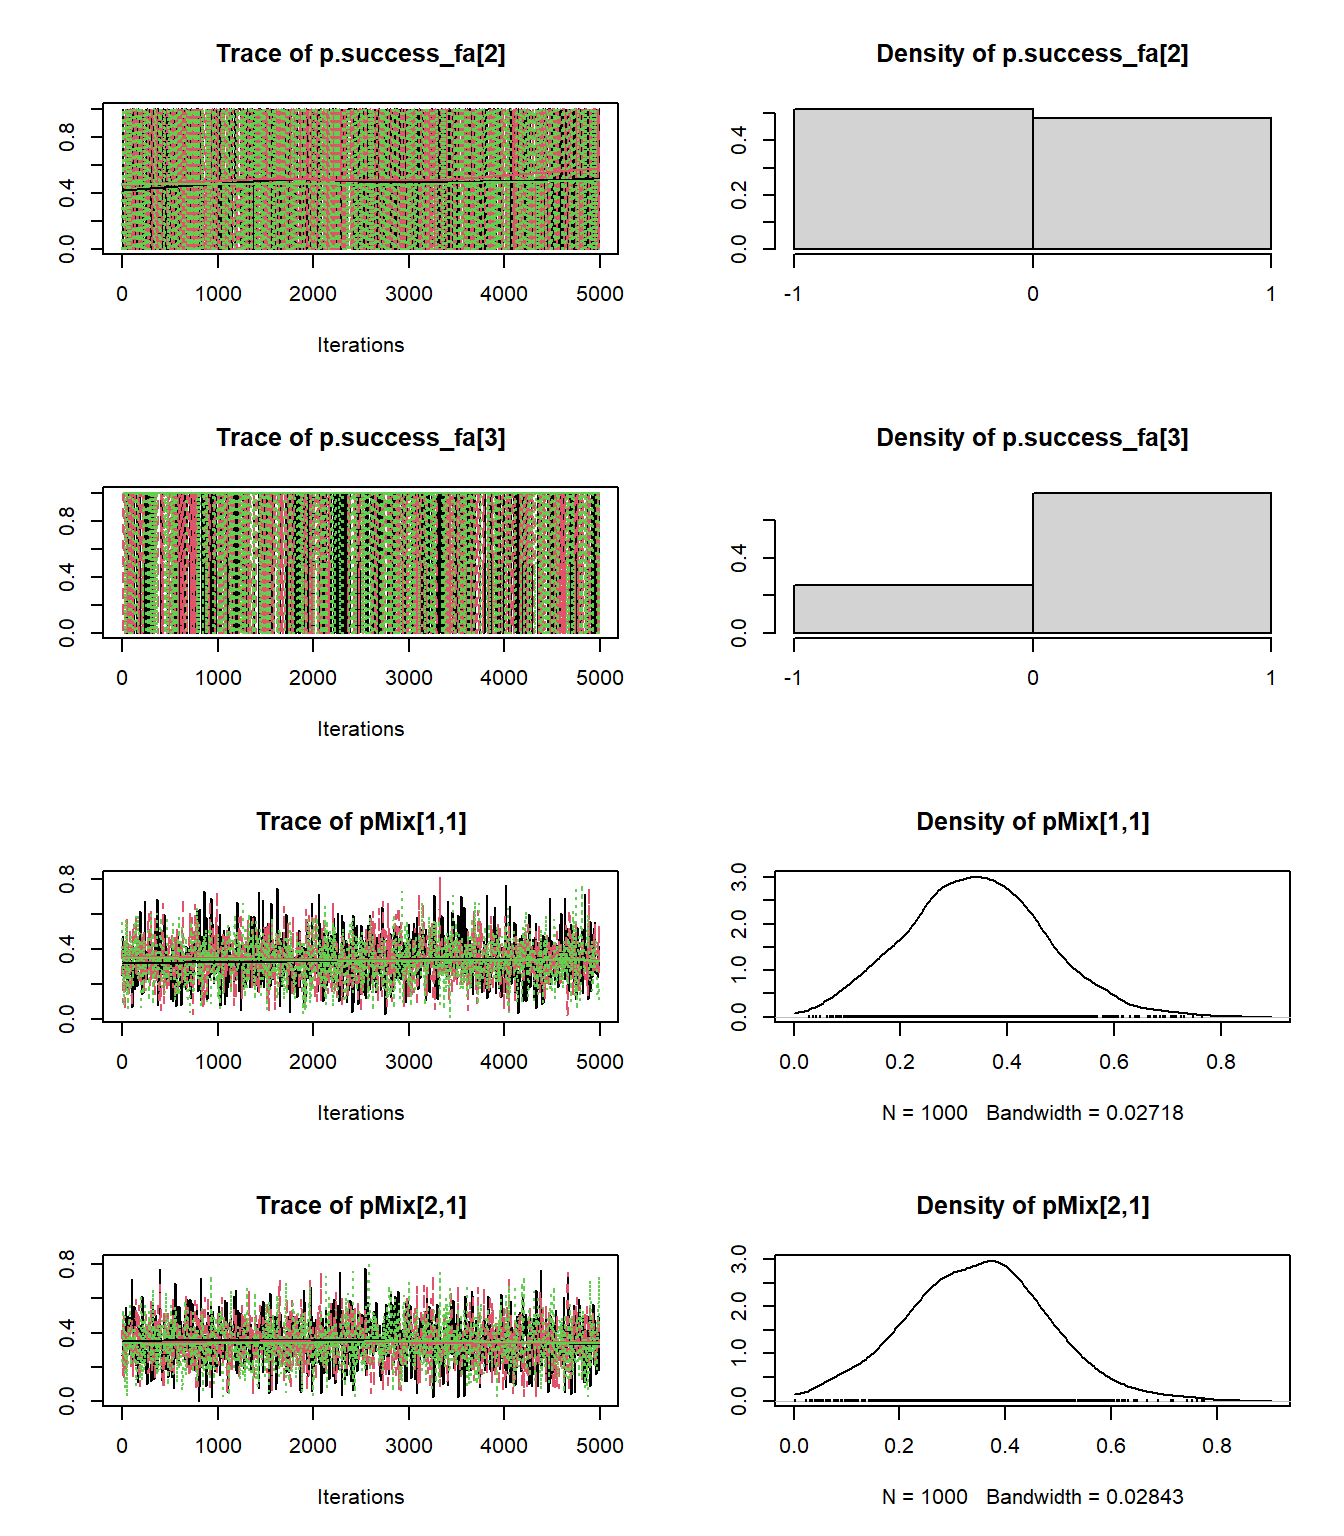 Trace of p.success_fa[2]
0.0 0.4 0.8
0 1000 2000 3000 4000 5000
Iterations
Density of p.success_fa[2]
0.0 0.2 0.4
-1 0 1
Trace of p.success_fa[3]
0.0 0.4 0.8
0 1000 2000 3000 4000 5000
Iterations
Density of p.success_fa[3]
0.0 0.4
-1 0 1
Trace of pMix[1,1]
0.0 0.4 0.8
0 1000 2000 3000 4000 5000
Iterations
Density of pMix[1,1]
0.0 1.0 2.0 3.0
0.0 0.2 0.4 0.6 0.8
N = 1000 Bandwidth = 0.02718
Trace of pMix[2,1]
0.0 0.4 0.8
0 1000 2000 3000 4000 5000
Iterations
Density of pMix[2,1]
0.0 1.0 2.0 3.0
0.0 0.2 0.4 0.6 0.8
N = 1000 Bandwidth = 0.02843